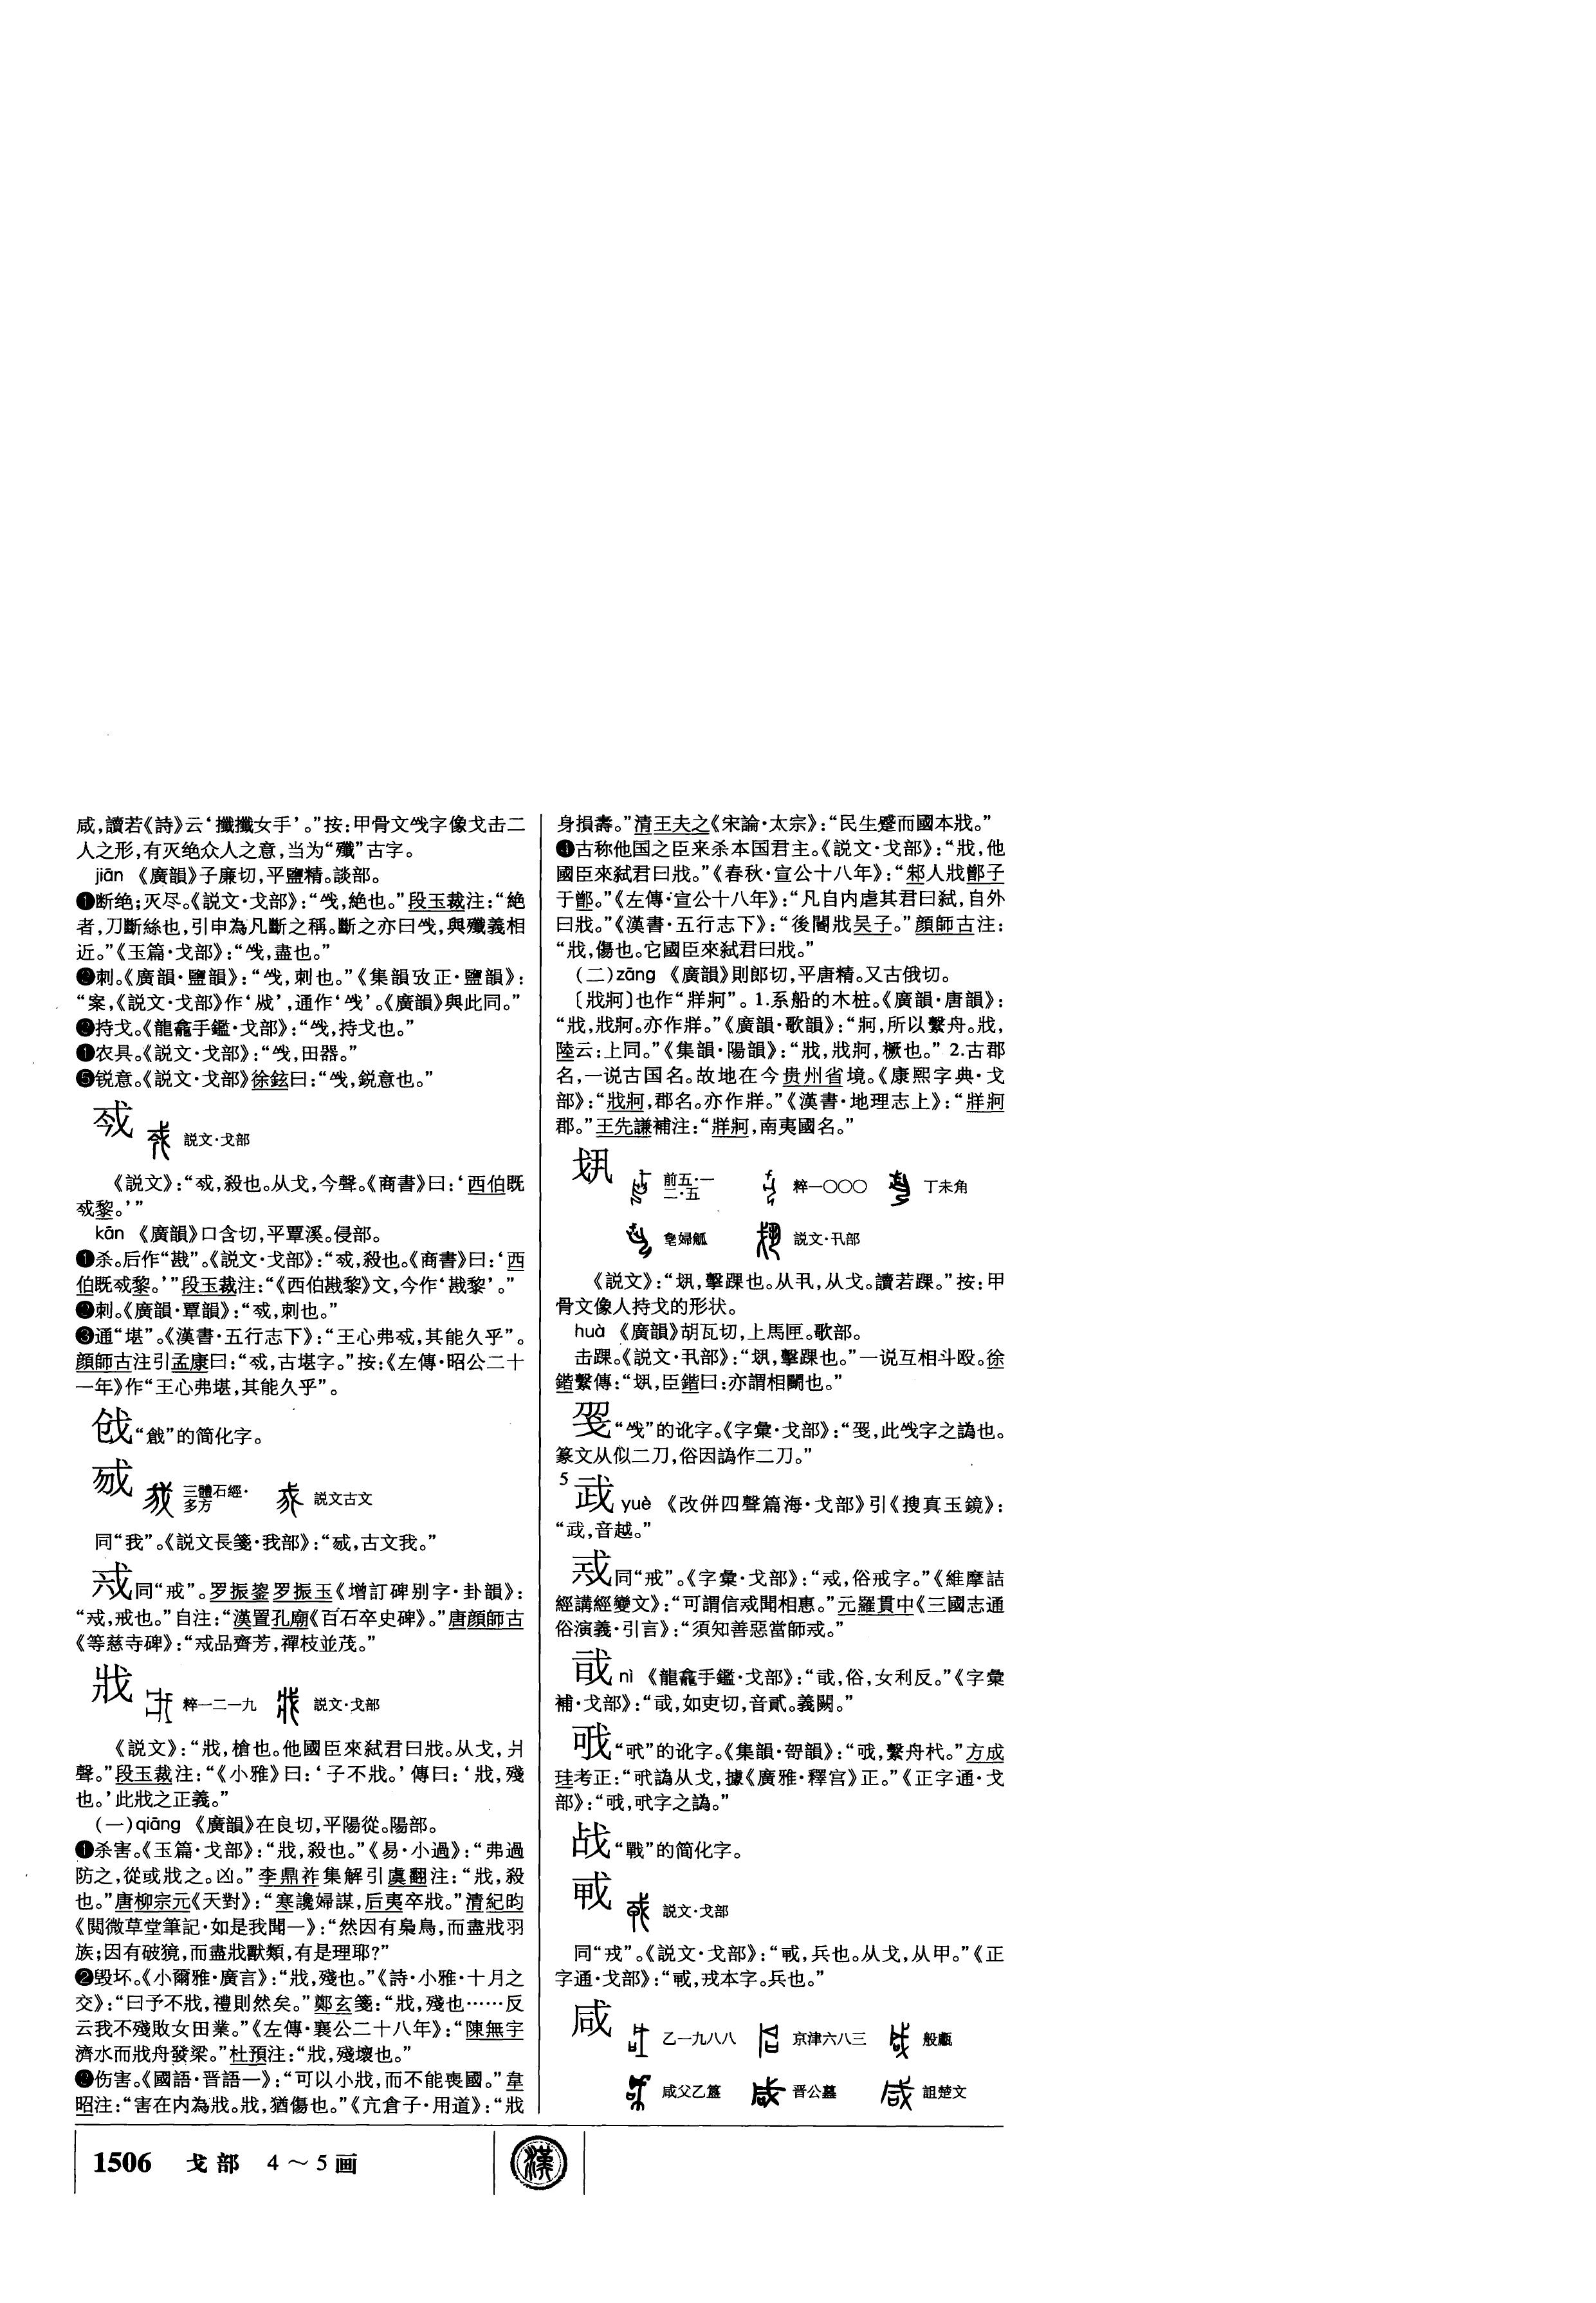 咸，讀若《詩》云‘攕攕女手’。”按：甲骨文𢦏字像戈击二
人之形，有灭绝众人之意，当为“殲”古字。
jiān 《廣韻》子廉切，平鹽精。談部。
❶断绝；灭尽。《説文·戈部》：“㦰，絶也。”段玉裁注：“絶
者，刀斷絲也，引申為凡斷之稱。斷之亦曰㦰，與殲義相
近。”《玉篇·戈部》：“㦰，盡也。”
❷刺。《廣韻·鹽韻》：“㦰，刺也。”《集韻攷正·鹽韻》：
“案，《説文·戈部》作‘㦰’，通作‘㦰’。《廣韻》與此同。”
❸持戈。《龍龕手鑑·戈部》：“㦰，持戈也。”
❹农具。《説文·戈部》：“㦰，田器。”
❺锐意。《説文·戈部》徐鉉曰：“㦰，鋭意也。”
𢦟 説文·戈部
《説文》：“𢦟，殺也。从戈，今聲。《商書》曰：‘西伯既
𢦟黎。’”
kān 《廣韻》口含切，平覃溪。侵部。
❶杀。后作“戡”。《説文·戈部》：“𢦟，殺也。《商書》曰：‘西
伯既𢦟黎。’”段玉裁注：“《西伯戡黎》文，今作‘戡黎’。”
❷刺。《廣韻·覃韻》：“𢦟，刺也。”
❸通“堪”。《漢書·五行志下》：“王心弗𢦟，其能久乎”。
顔師古注引孟康曰：“𢦟，古堪字。”按：《左傳·昭公二十
一年》作“王心弗堪，其能久乎”。
戗“戧”的简化字。
𢦠 三體石經·多方 説文古文
同“我”。《説文長箋·我部》：“𢦠，古文我。”
同“戒”。罗振鋆罗振玉《增訂碑别字·卦韻》：
“，戒也。”自注：“漢置孔廟《百石卒史碑》。”唐顔師古
《等慈寺碑》：“品齊芳，禪枝並茂。”
戕 粹一二一九 説文·戈部
《説文》：“戕，槍也。他國臣來弑君曰戕。从戈，爿
聲。”段玉裁注：“《小雅》曰：‘子不戕。’傳曰：‘戕，殘
也。’此戕之正義。”
（一）qiāng 《廣韻》在良切，平陽從。陽部。
❶杀害。《玉篇·戈部》：“戕，殺也。”《易·小過》：“弗過
防之，從或戕之。凶。”李鼎祚集解引虞翻注：“戕，殺
也。”唐柳宗元《天對》：“寒讒婦謀，后夷卒戕。”清紀昀
《閲微草堂筆記·如是我聞一》：“然因有梟鳥，而盡戕羽
族；因有破獍，而盡戕獸類，有是理耶？”
❷毁坏。《小爾雅·廣言》：“戕，殘也。”《詩·小雅·十月之
交》：“曰予不戕，禮則然矣。”鄭玄箋：“戕，殘也……反
云我不殘敗女田業。”《左傳·襄公二十八年》：“陳無宇
濟水而戕舟發梁。”杜預注：“戕，殘壞也。”
❸伤害。《國語·晋語一》：“可以小戕，而不能喪國。”韋
昭注：“害在内為戕。戕，猶傷也。”《亢倉子·用道》：“戕
身損壽。”清王夫之《宋論·太宗》：“民生蹙而國本戕。”
❹古称他国之臣来杀本国君主。《説文·戈部》：“戕，他
國臣來弑君曰戕。”《春秋·宣公十八年》：“邾人戕鄫子
于鄫。”《左傳·宣公十八年》：“凡自内虐其君曰弑，自外
曰戕。”《漢書·五行志下》：“後閽戕吴子。”顔師古注：
“戕，傷也。它國臣來弑君曰戕。”
（二）zāng 《廣韻》則郎切，平唐精。又古俄切。
〔戕牁〕也作“牂牁”。1.系船的木桩。《廣韻·唐韻》：
“戕，戕牁。亦作牂。”《廣韻·歌韻》：“牁，所以繫舟。戕，
陸云：上同。”《集韻·陽韻》：“戕，戕牁，橛也。” 2.古郡
名，一说古国名。故地在今贵州省境。《康熙字典·戈
部》：“戕牁，郡名。亦作牂。”《漢書·地理志上》：“牂牁
郡。”王先謙補注：“牂牁，南夷國名。”
𢦞 前五·一二·五 粹一〇〇〇 丁未角
婦觚 説文·丮部
《説文》：“，擊踝也。从丮，从戈。讀若踝。”按：甲
骨文像人持戈的形状。
huà 《廣韻》胡瓦切，上馬匣。歌部。
击踝。《説文·丮部》：“，擊踝也。”一说互相斗殴。徐
鍇繫傳：“，臣鍇曰：亦謂相鬭也。”
“㦰”的讹字。《字彙·戈部》：“，此㦰字之譌也。
篆文从似二刀，俗因譌作二刀。”
5
yuè 《改併四聲篇海·戈部》引《搜真玉鏡》：
“，音越。”
同“戒”。《字彙·戈部》：“，俗戒字。”《維摩詰
經講經變文》：“可謂信聞相惠。”元羅貫中《三國志通
俗演義·引言》：“須知善惡當師。”
nì 《龍龕手鑑·戈部》：“，俗，女利反。”《字彙
補·戈部》：“，如吏切，音貳。義闕。”
“”的讹字。《集韻·哿韻》：“，繫舟杙。”方成
珪考正：“譌从戈，據《廣雅·釋宫》正。”《正字通·戈
部》：“，字之譌。”
战“戰”的简化字。
𢦦 説文·戈部
同“戎”。《説文·戈部》：“𢦦，兵也。从戈，从甲。”《正
字通·戈部》：“𢦦，戎本字。兵也。”
咸 乙一九八八 京津六八三 般甗
咸父乙簋 晋公𥂴 詛楚文
1506 戈部 4～5画
漢